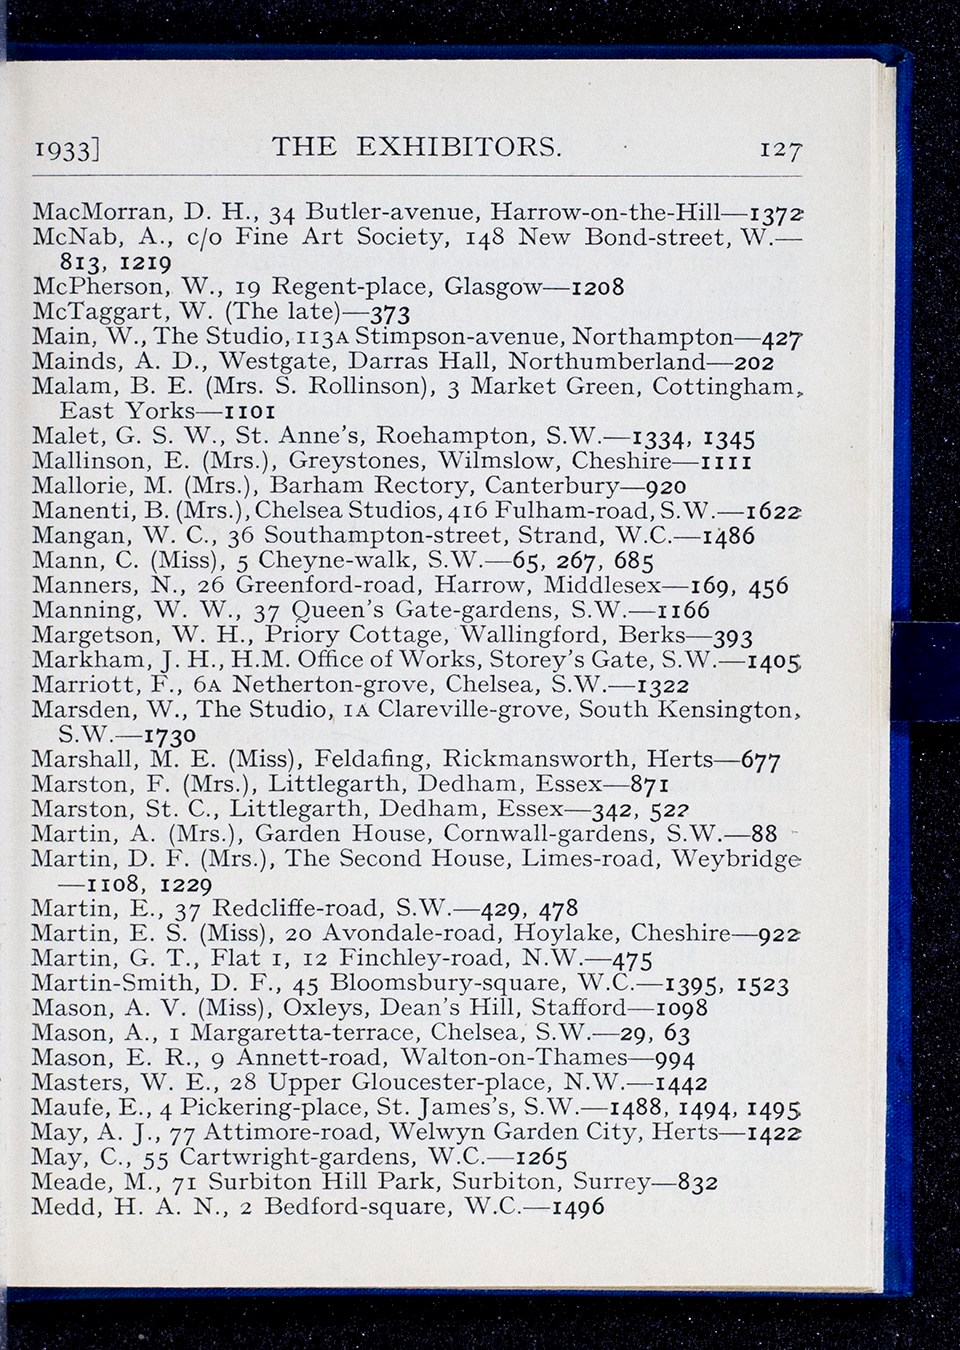 1933] THE EXHIBITORS. 127
MacMorran, D. H., 34 Butler-avenue, Harrow-on-the-Hill—1372
McNab, A., c/o Fine Art Society, 148 New Bond-street, W.—
813, 1219
McPherson, W., 19 Regent-place, Glasgow—1208
McTaggart, W. (The late)—373
Main, W., The Studio, 113A Stimpson-avenue, Northampton—427
Mainds, A. D., Westgate, Darras Hall, Northumberland—202
Malam, B. E. (Mrs. S. Rollinson), 3 Market Green, Cottingham,
East Yorks—1101
Malet, G. S. W., St. Anne's, Roehampton, S.W.—1334, 1345
Mallinson, E. (Mrs.), Greystones, Wilmslow, Cheshire—1111
Mallorie, M. (Mrs.), Barham Rectory, Canterbury—920
Manenti, B. (Mrs.), Chelsea Studios, 416 Fulham-road, S.W.—1622
Mangan, W. C., 36 Southampton-street, Strand, W.C.—1486
Mann, C. (Miss), 5 Cheyne-walk, S.W.—65, 267, 685
Manners, N., 26 Greenford-road, Harrow, Middlesex—169, 456
Manning, W. W., 37 Queen's Gate-gardens, S.W.—1166
Margetson, W. H., Priory Cottage, Wallingford, Berks—393
Markham, J. H., H.M. Office of Works, Storey's Gate, S.W.—1405
Marriott, F., 6A Netherton-grove, Chelsea, S.W.—1322
Marsden, W., The Studio, 1A Clareville-grove, South Kensington,
S.W.—1730
Marshall, M. E. (Miss), Feldafing, Rickmansworth, Herts—677
Marston, F. (Mrs.), Littlegarth, Dedham, Essex—871
Marston, St. C., Littlegarth, Dedham, Essex—342, 522
Martin, A. (Mrs.), Garden House, Cornwall-gardens, S.W.—88
Martin, D. F. (Mrs.), The Second House, Limes-road, Weybridge
—1108, 1229
Martin, E., 37 Redcliffe-road, S.W.—429, 478
Martin, E. S. (Miss), 20 Avondale-road, Hoylake, Cheshire—922
Martin, G. T., Flat 1, 12 Finchley-road, N.W.—475
Martin-Smith, D. F., 45 Bloomsbury-square, W.C.—1395, 1523
Mason, A. V. (Miss), Oxleys, Dean's Hill, Stafford—1098
Mason, A., 1 Margaretta-terrace, Chelsea, S.W.—29, 63
Mason, E. R., 9 Annett-road, Walton-on-Thames—994
Masters, W. E., 28 Upper Gloucester-place, N.W.—1442
Maufe, E., 4 Pickering-place, St. James's, S.W.—1488, 1494, 1495
May, A. J., 77 Attimore-road, Welwyn Garden City, Herts—1422
May, C., 55 Cartwright-gardens, W.C.—1265
Meade, M., 71 Surbiton Hill Park, Surbiton, Surrey—832
Medd, H. A. N., 2 Bedford-square, W.C.—1496